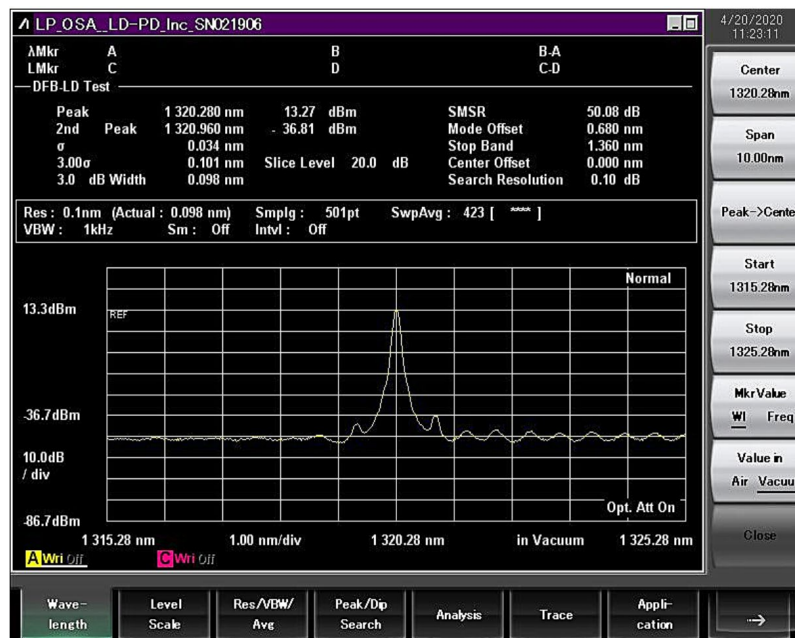 LP_OSA__LD-PD_Inc_SN021906
4/20/2020
11:23:11
λMkr A B B-A
LMkr C D C-D
DFB-LD Test
Peak 1 320.280 nm 13.27 dBm SMSR 50.08 dB
2nd Peak 1 320.960 nm - 36.81 dBm Mode Offset 0.680 nm
σ 0.034 nm Stop Band 1.360 nm
3.00σ 0.101 nm Slice Level 20.0 dB Center Offset 0.000 nm
3.0 dB Width 0.098 nm Search Resolution 0.10 dB
Res : 0.1nm (Actual : 0.098 nm) Smplg : 501pt SwpAvg : 423 [ **** ]
VBW : 1kHz Sm : Off Intvl : Off
Normal
13.3dBm
REF
-36.7dBm
10.0dB
/ div
Opt. Att On
-86.7dBm
1 315.28 nm 1.00 nm/div 1 320.28 nm in Vacuum 1 325.28 nm
A Wri Off C Wri Off
Center
1320.28nm
Span
10.00nm
Peak->Cente
Start
1315.28nm
Stop
1325.28nm
MkrValue
Wl Freq
Value in
Air Vacuu
Close
Wave-
length
Level
Scale
Res/VBW/
Avg
Peak/Dip
Search
Analysis
Trace
Appli-
cation